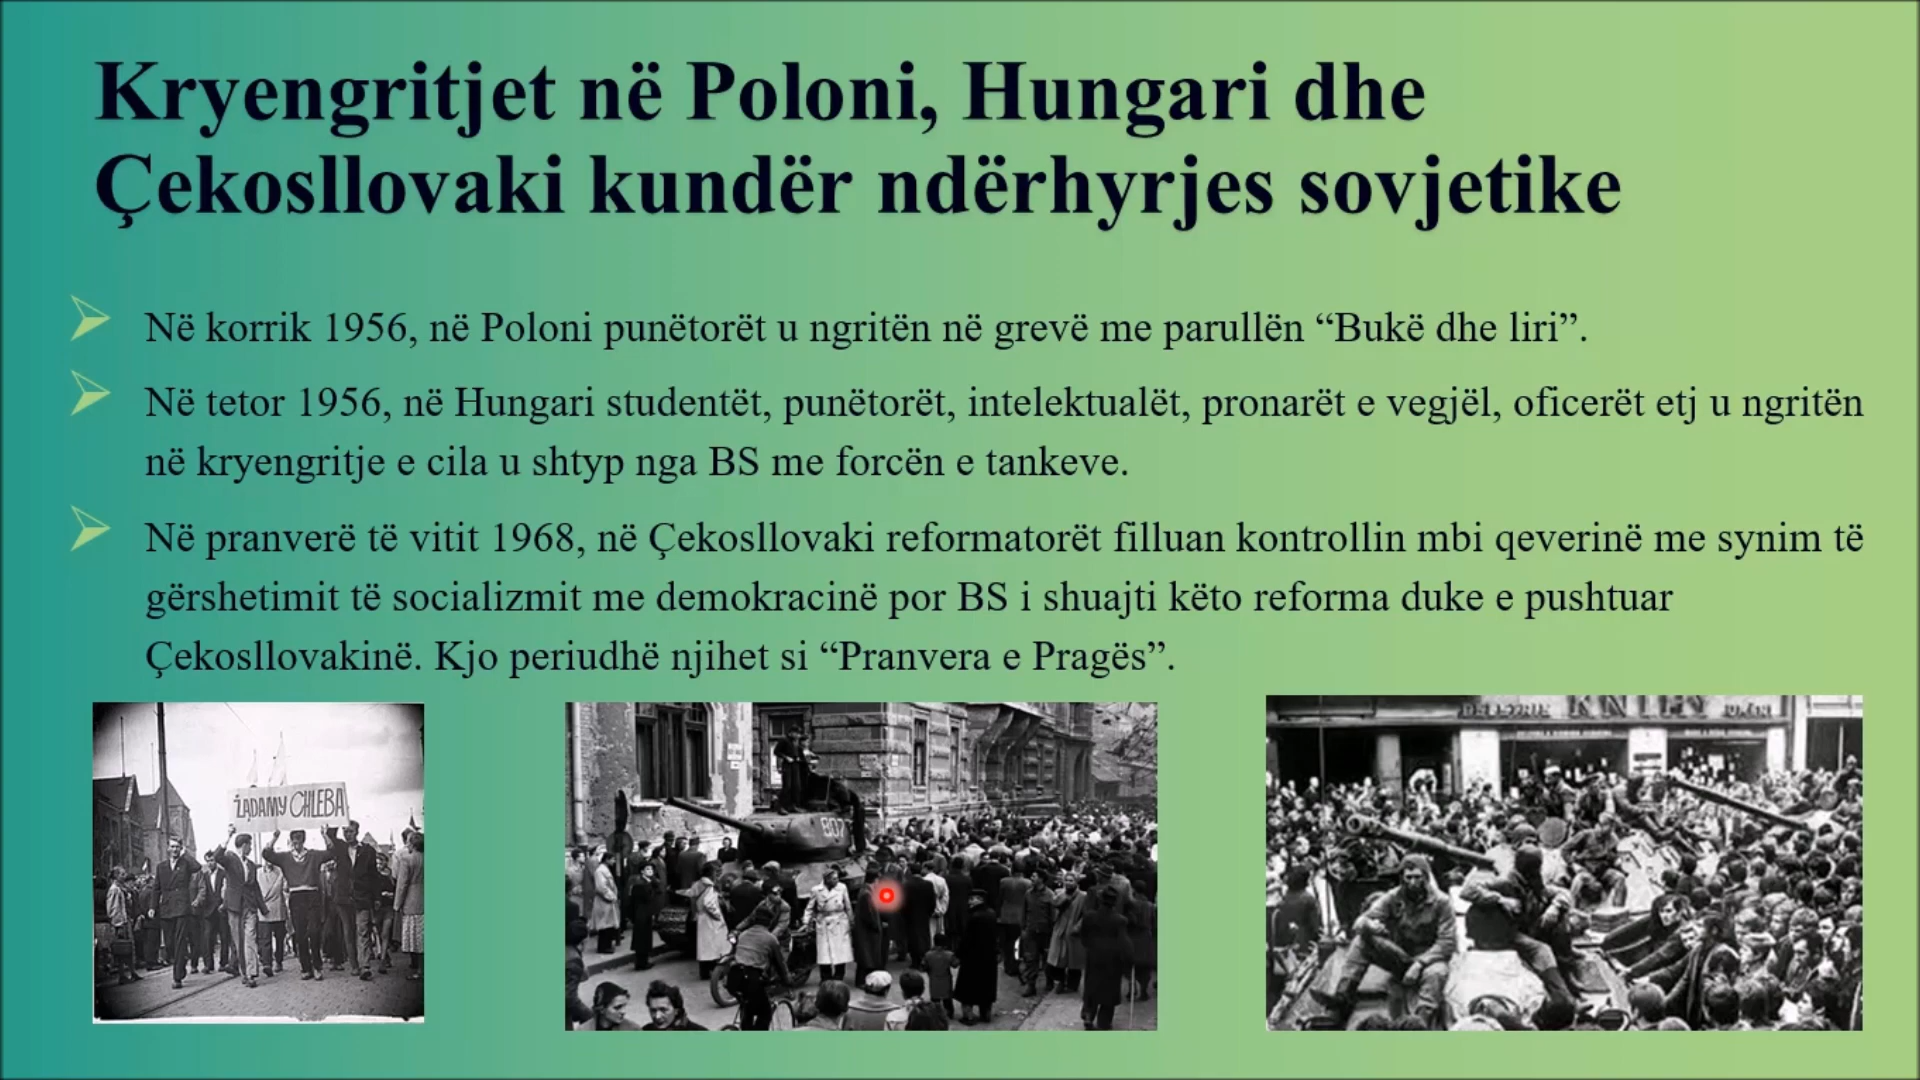 Kryengritjet në Poloni, Hungari dhe
Çekosllovaki kundër ndërhyrjes sovjetike
Në korrik 1956, në Poloni punëtorët u ngritën në grevë me parullën “Bukë dhe liri”.
Në tetor 1956, në Hungari studentët, punëtorët, intelektualët, pronarët e vegjël, oficerët etj u ngritën
në kryengritje e cila u shtyp nga BS me forcën e tankeve.
Në pranverë të vitit 1968, në Çekosllovaki reformatorët filluan kontrollin mbi qeverinë me synim të
gërshetimit të socializmit me demokracinë por BS i shuajti këto reforma duke e pushtuar
Çekosllovakinë. Kjo periudhë njihet si “Pranvera e Pragës”.
ŻĄDAMY CHLEBA
807
KNIHY